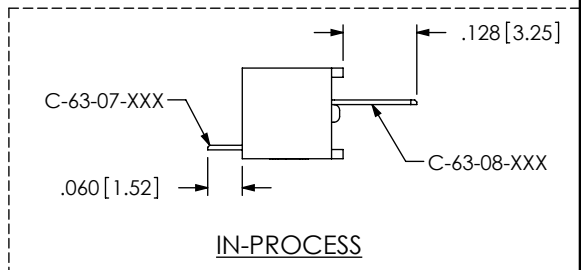 .128[3.25]
C-63-07-XXX
C-63-08-XXX
.060[1.52]
IN-PROCESS